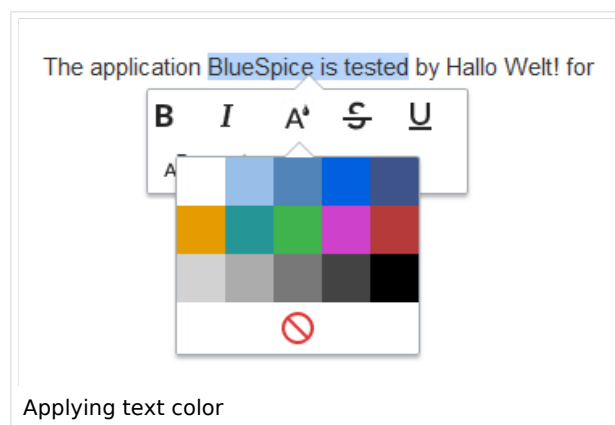 The application BlueSpice is tested by Hallo Welt! for
B I A S U
A
Applying text color